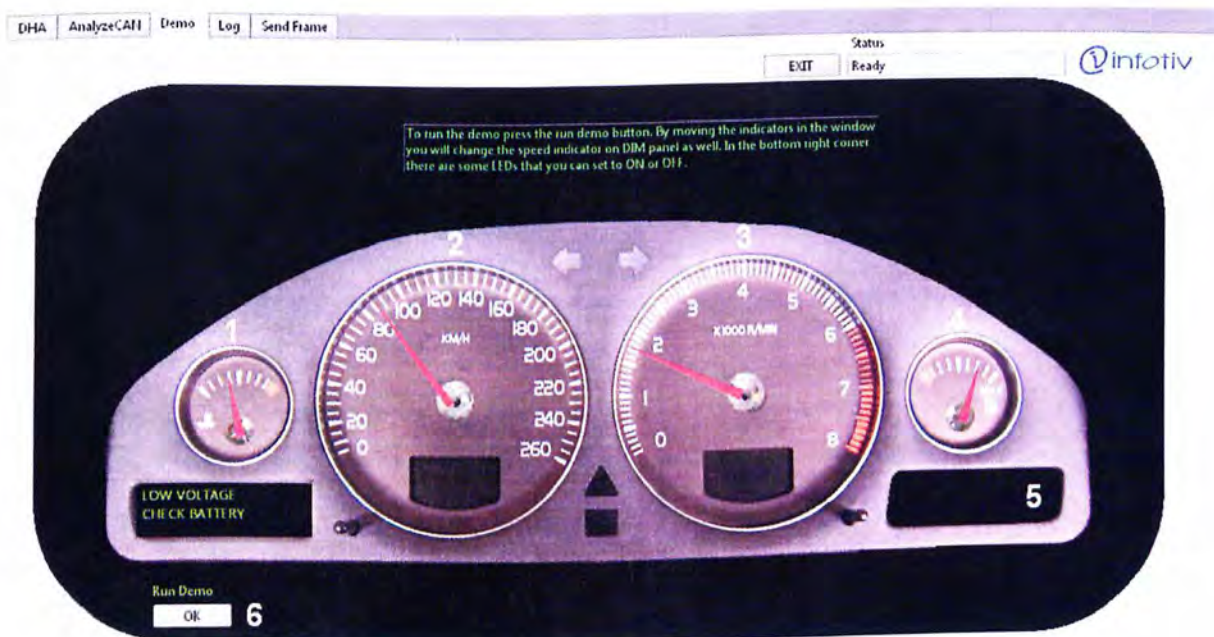 DHA AnalyzeCAN Demo Log Send Frame
Status
EXIT Ready
infotiv
To run the demo press the run demo button. By moving the indicators in the window
you will change the speed indicator on DIM panel as well. In the bottom right corner
there are some LEDs that you can set to ON or OFF.
1
2
0 20 40 60 80 100 120 140 160 180 200 220 240 260
KM/H
3
0 1 2 3 4 5 6 7 8
X1000 R/MIN
4
LOW VOLTAGE
CHECK BATTERY
5
Run Demo
OK 6